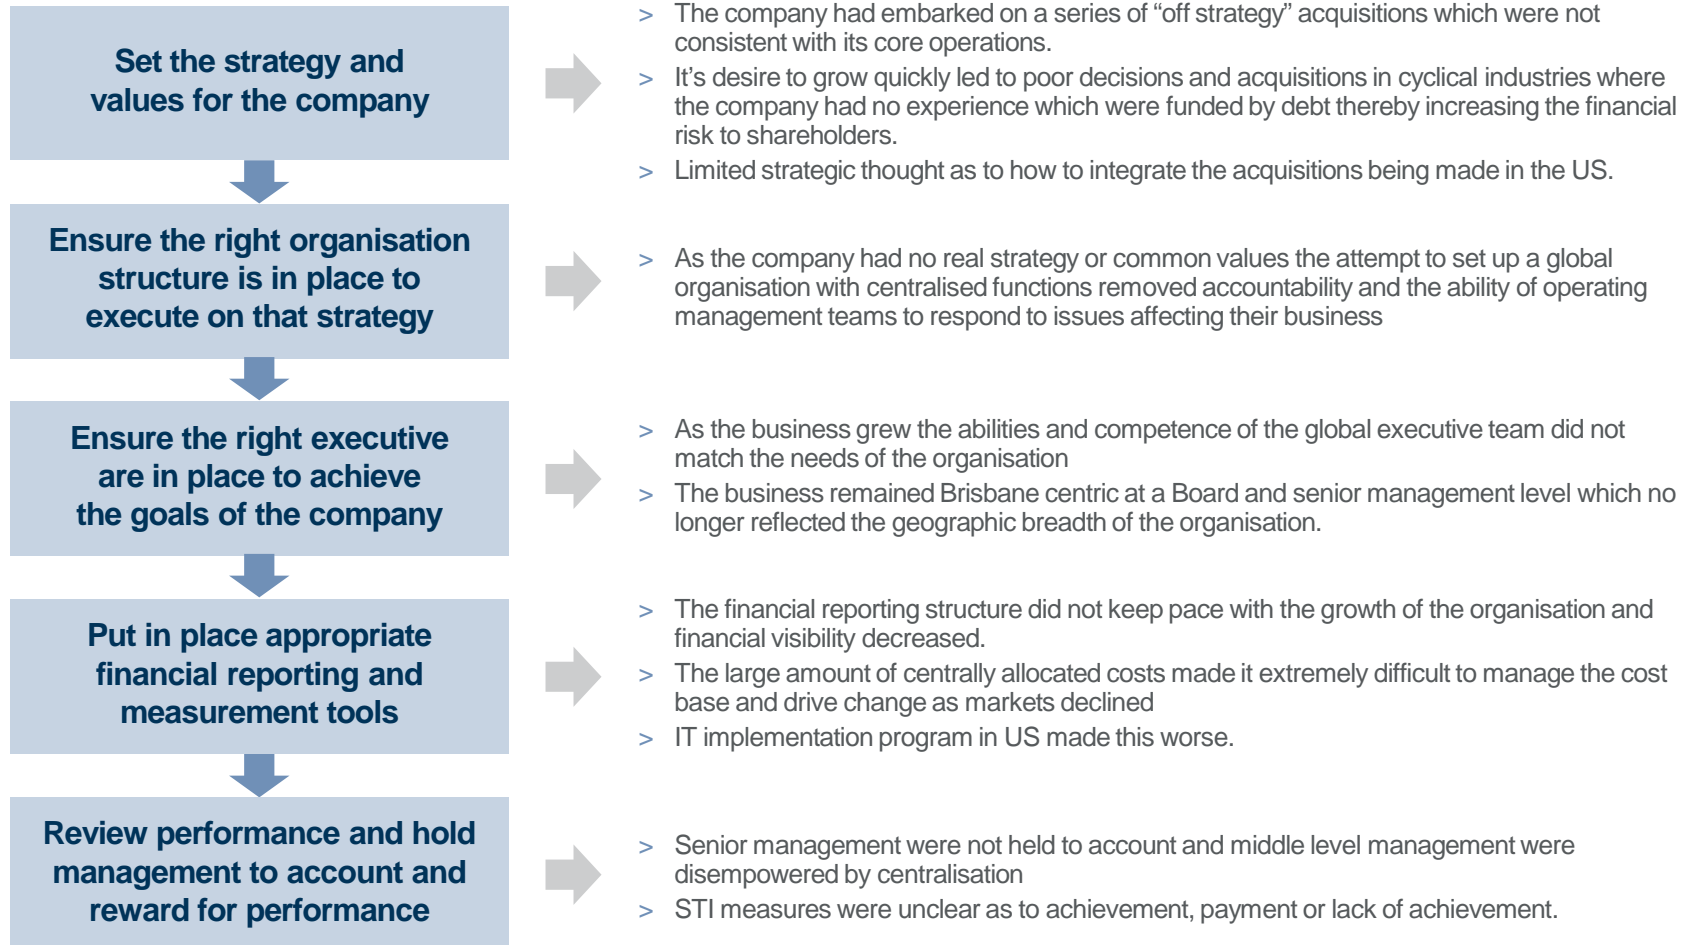 Set the strategy and
values for the company
> The company had embarked on a series of “off strategy” acquisitions which were not
consistent with its core operations.
> It’s desire to grow quickly led to poor decisions and acquisitions in cyclical industries where
the company had no experience which were funded by debt thereby increasing the financial
risk to shareholders.
> Limited strategic thought as to how to integrate the acquisitions being made in the US.
Ensure the right organisation
structure is in place to
execute on that strategy
> As the company had no real strategy or common values the attempt to set up a global
organisation with centralised functions removed accountability and the ability of operating
management teams to respond to issues affecting their business
Ensure the right executive
are in place to achieve
the goals of the company
> As the business grew the abilities and competence of the global executive team did not
match the needs of the organisation
> The business remained Brisbane centric at a Board and senior management level which no
longer reflected the geographic breadth of the organisation.
Put in place appropriate
financial reporting and
measurement tools
> The financial reporting structure did not keep pace with the growth of the organisation and
financial visibility decreased.
> The large amount of centrally allocated costs made it extremely difficult to manage the cost
base and drive change as markets declined
> IT implementation program in US made this worse.
Review performance and hold
management to account and
reward for performance
> Senior management were not held to account and middle level management were
disempowered by centralisation
> STI measures were unclear as to achievement, payment or lack of achievement.